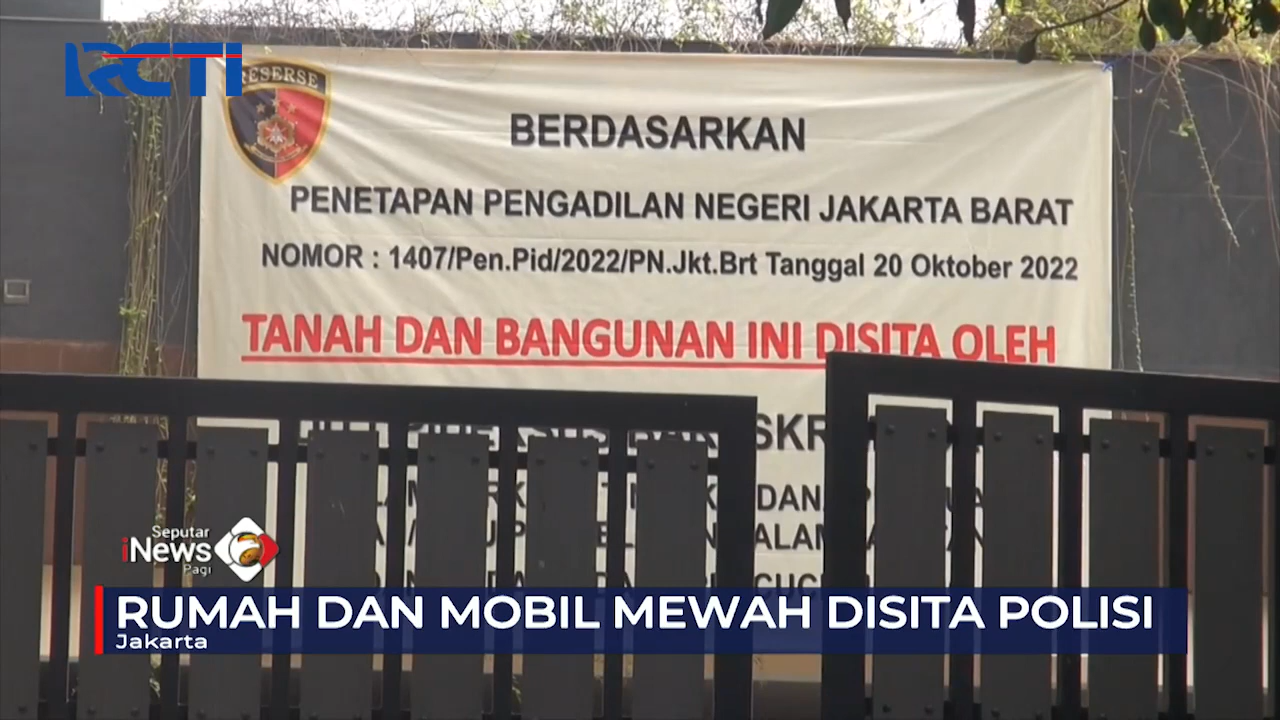 RCTI
RESERSE
BERDASARKAN
PENETAPAN PENGADILAN NEGERI JAKARTA BARAT
NOMOR : 1407/Pen.Pid/2022/PN.Jkt.Brt Tanggal 20 Oktober 2022
TANAH DAN BANGUNAN INI DISITA OLEH
Seputar
iNews
Pagi
RUMAH DAN MOBIL MEWAH DISITA POLISI
Jakarta